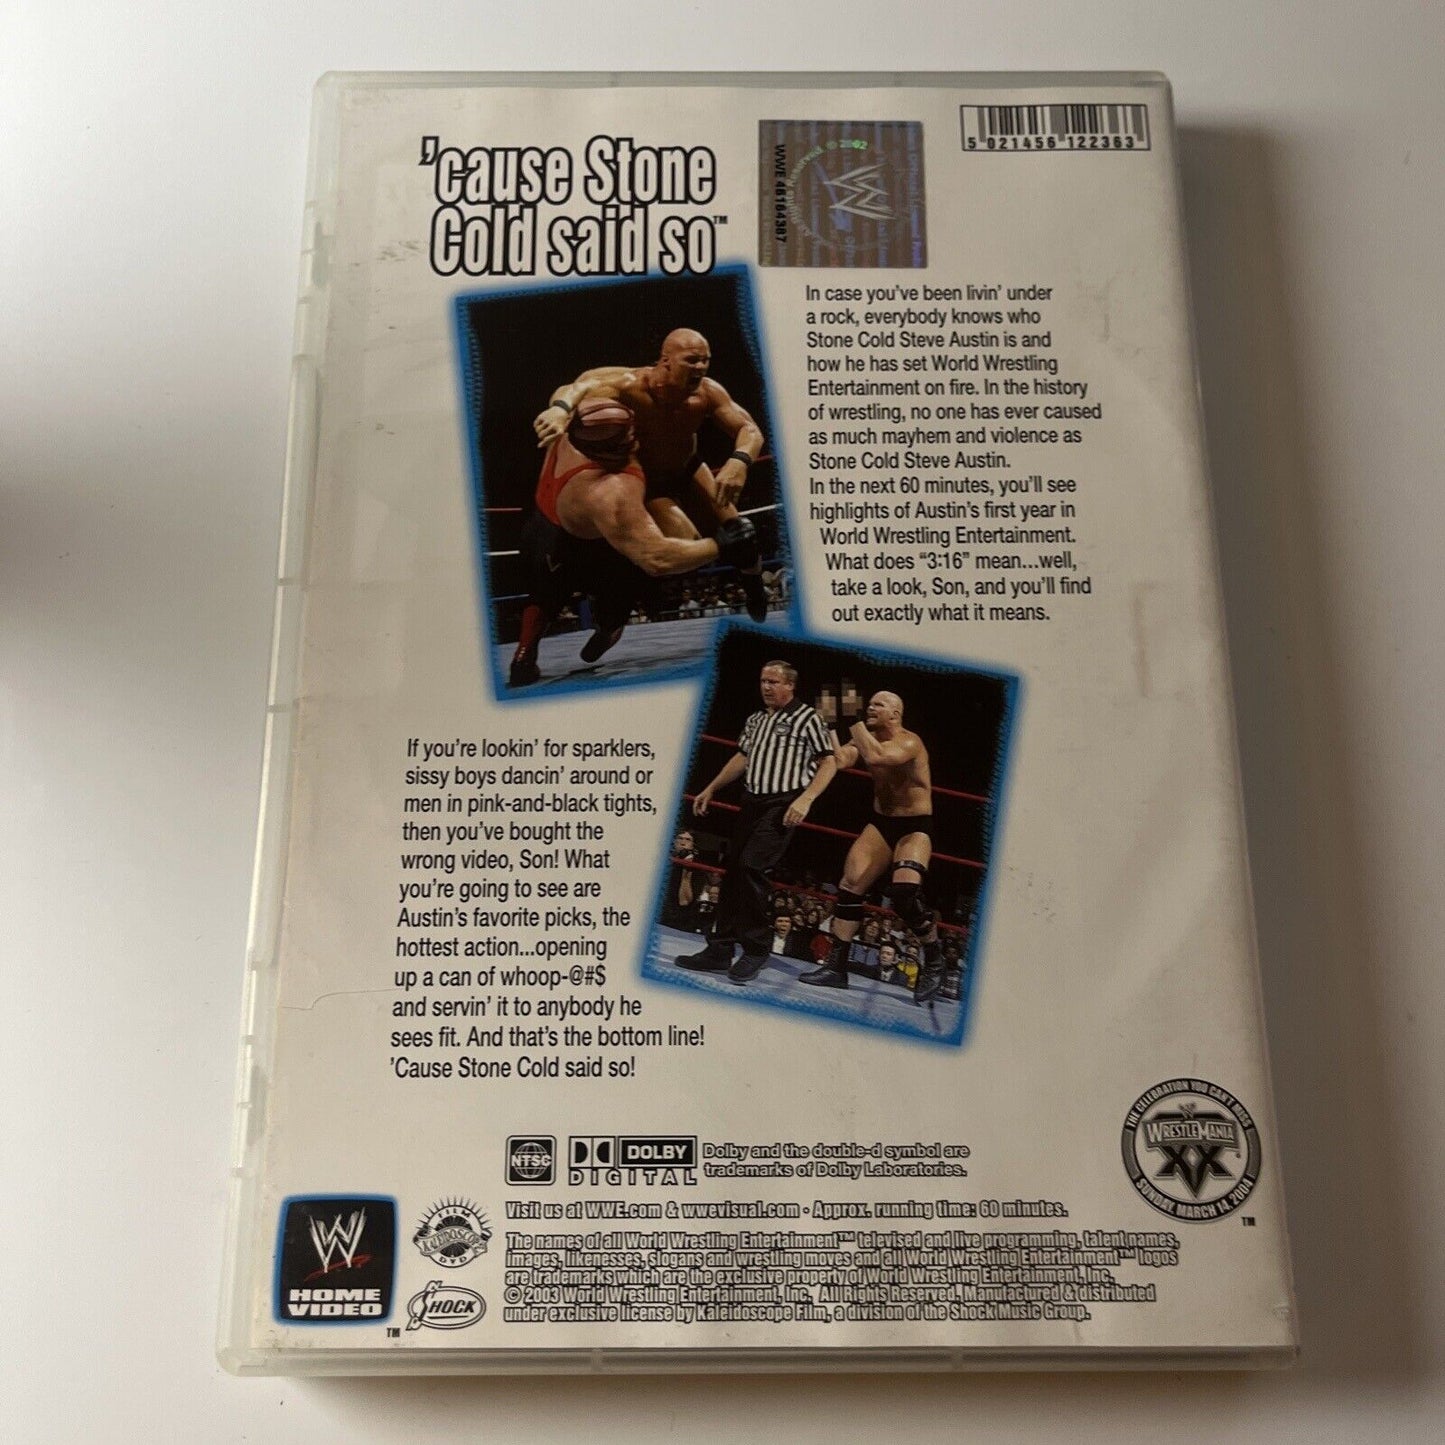 'cause Stone
Cold said so™
WWE 46164387
© 2002
5 021456 122363
In case you've been livin' under
a rock, everybody knows who
Stone Cold Steve Austin is and
how he has set World Wrestling
Entertainment on fire. In the history
of wrestling, no one has ever caused
as much mayhem and violence as
Stone Cold Steve Austin.
In the next 60 minutes, you'll see
highlights of Austin's first year in
World Wrestling Entertainment.
What does “3:16” mean...well,
take a look, Son, and you'll find
out exactly what it means.
If you're lookin' for sparklers,
sissy boys dancin' around or
men in pink-and-black tights,
then you've bought the
wrong video, Son! What
you're going to see are
Austin's favorite picks, the
hottest action...opening
up a can of whoop-@#$
and servin' it to anybody he
sees fit. And that's the bottom line!
'Cause Stone Cold said so!
NTSC
DOLBY
DIGITAL
Dolby and the double-d symbol are
trademarks of Dolby Laboratories.
THE CELEBRATION YOU CAN'T MISS
WRESTLEMANIA
XX
SUNDAY, MARCH 14, 2004
TM
Visit us at WWE.com & wwevisual.com • Approx. running time: 60 minutes.
The names of all World Wrestling Entertainment™ televised and live programming, talent names,
images, likenesses, slogans and wrestling moves and all World Wrestling Entertainment™ logos
are trademarks which are the exclusive property of World Wrestling Entertainment, Inc.
© 2003 World Wrestling Entertainment, Inc. All Rights Reserved. Manufactured & distributed
under exclusive license by Kaleidoscope Film, a division of the Shock Music Group.
W
HOME
VIDEO
TM
FILM
KALEIDOSCOPE
DVD
SHOCK